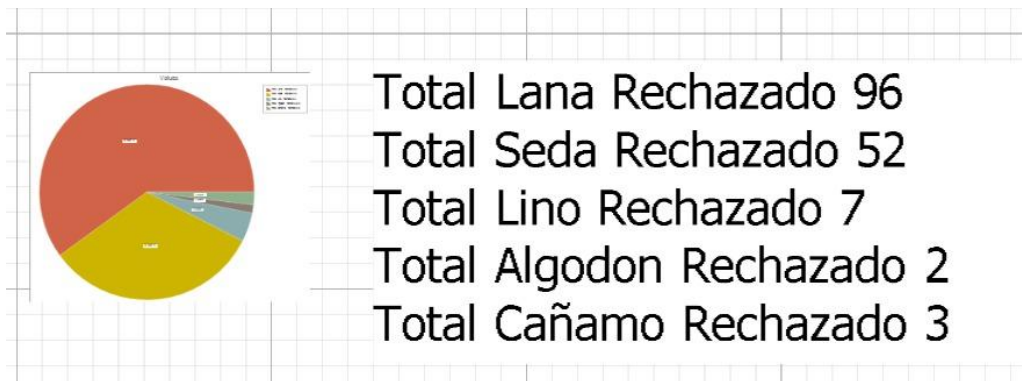 Total Lana Rechazado 96
Total Seda Rechazado 52
Total Lino Rechazado 7
Total Algodon Rechazado 2
Total Cañamo Rechazado 3